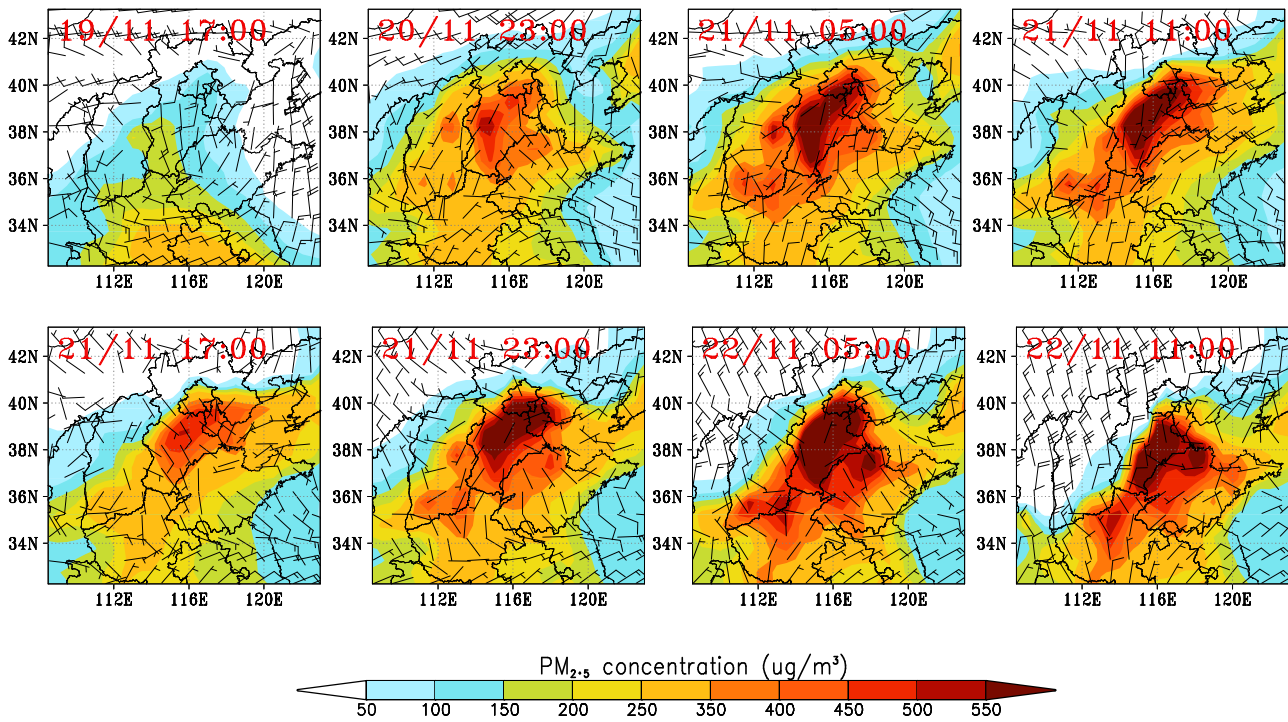 19/11 17:00
20/11 23:00
21/11 05:00
21/11 11:00
42N 42N 42N 42N
40N 40N 40N 40N
38N 38N 38N 38N
36N 36N 36N 36N
34N 34N 34N 34N
112E 116E 120E 112E 116E 120E 112E 116E 120E 112E 116E 120E
21/11 17:00
21/11 23:00
22/11 05:00
22/11 11:00
42N 42N 42N 42N
40N 40N 40N 40N
38N 38N 38N 38N
36N 36N 36N 36N
34N 34N 34N 34N
112E 116E 120E 112E 116E 120E 112E 116E 120E 112E 116E 120E
PM₂.₅ concentration (ug/m³)
50 100 150 200 250 350 400 450 500 550